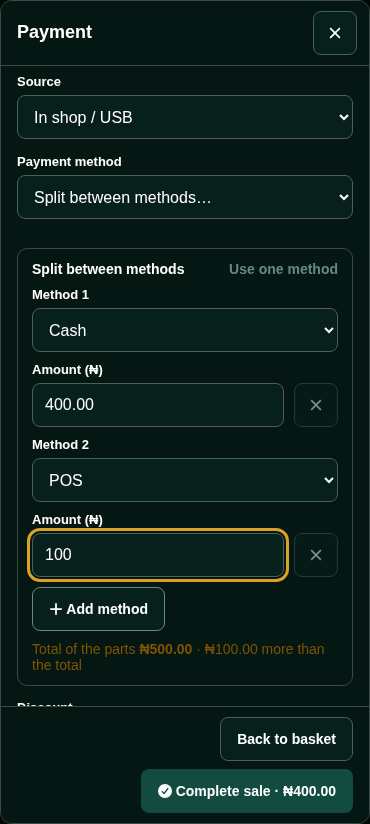 Payment
Source
In shop / USB
Payment method
Split between methods…
Split between methods
Use one method
Method 1
Cash
Amount (₦)
400.00
Method 2
POS
Amount (₦)
100
Add method
Total of the parts ₦500.00 · ₦100.00 more than
the total
Discount
Back to basket
Complete sale · ₦400.00